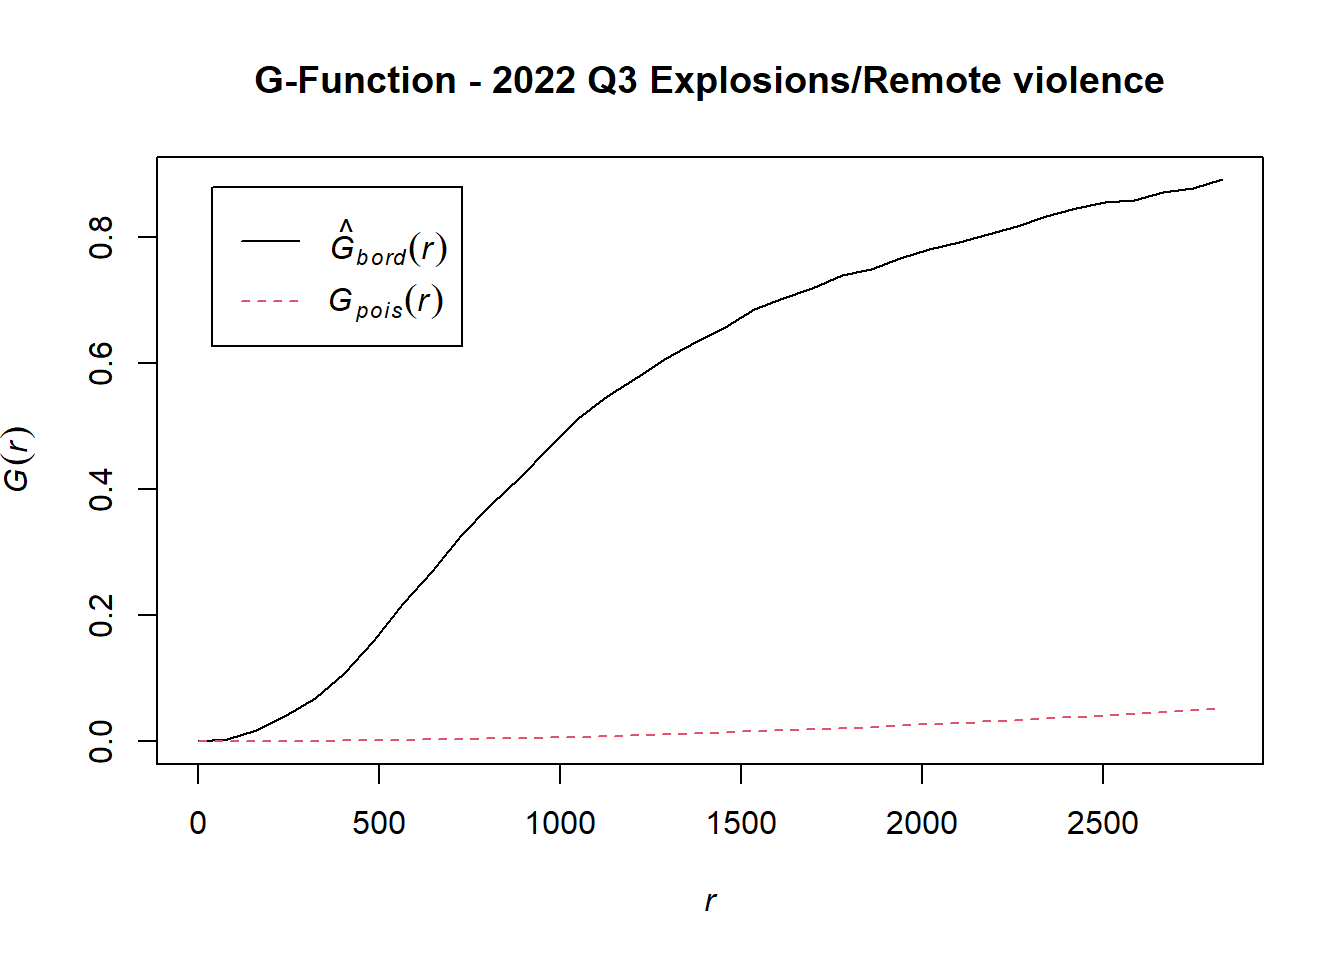 G-Function - 2022 Q3 Explosions/Remote violence
Ĝbord(r)
Gpois(r)
G(r)
0.8
0.6
0.4
0.2
0.0
0 500 1000 1500 2000 2500
r